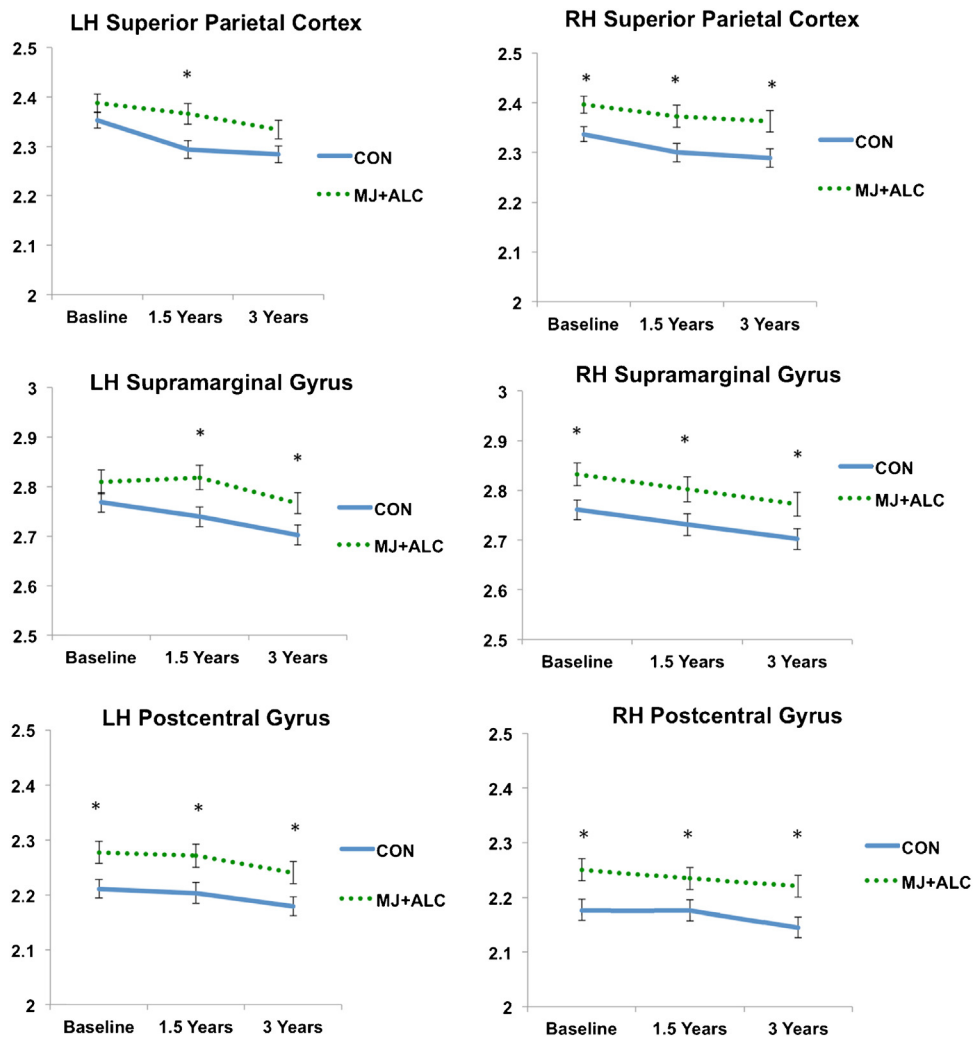 LH Superior Parietal Cortex
2.5
2.4
2.3
2.2
2.1
2
*
CON
MJ+ALC
Basline 1.5 Years 3 Years
RH Superior Parietal Cortex
2.5
2.4
2.3
2.2
2.1
2
* * *
CON
MJ+ALC
Baseline 1.5 Years 3 Years
LH Supramarginal Gyrus
3
2.9
2.8
2.7
2.6
2.5
* *
CON
MJ+ALC
Baseline 1.5 Years 3 Years
RH Supramarginal Gyrus
3
2.9
2.8
2.7
2.6
2.5
* * *
CON
MJ+ALC
Baseline 1.5 Years 3 Years
LH Postcentral Gyrus
2.5
2.4
2.3
2.2
2.1
2
* * *
CON
MJ+ALC
Baseline 1.5 Years 3 Years
RH Postcentral Gyrus
2.5
2.4
2.3
2.2
2.1
2
* * *
CON
MJ+ALC
Baseline 1.5 Years 3 Years